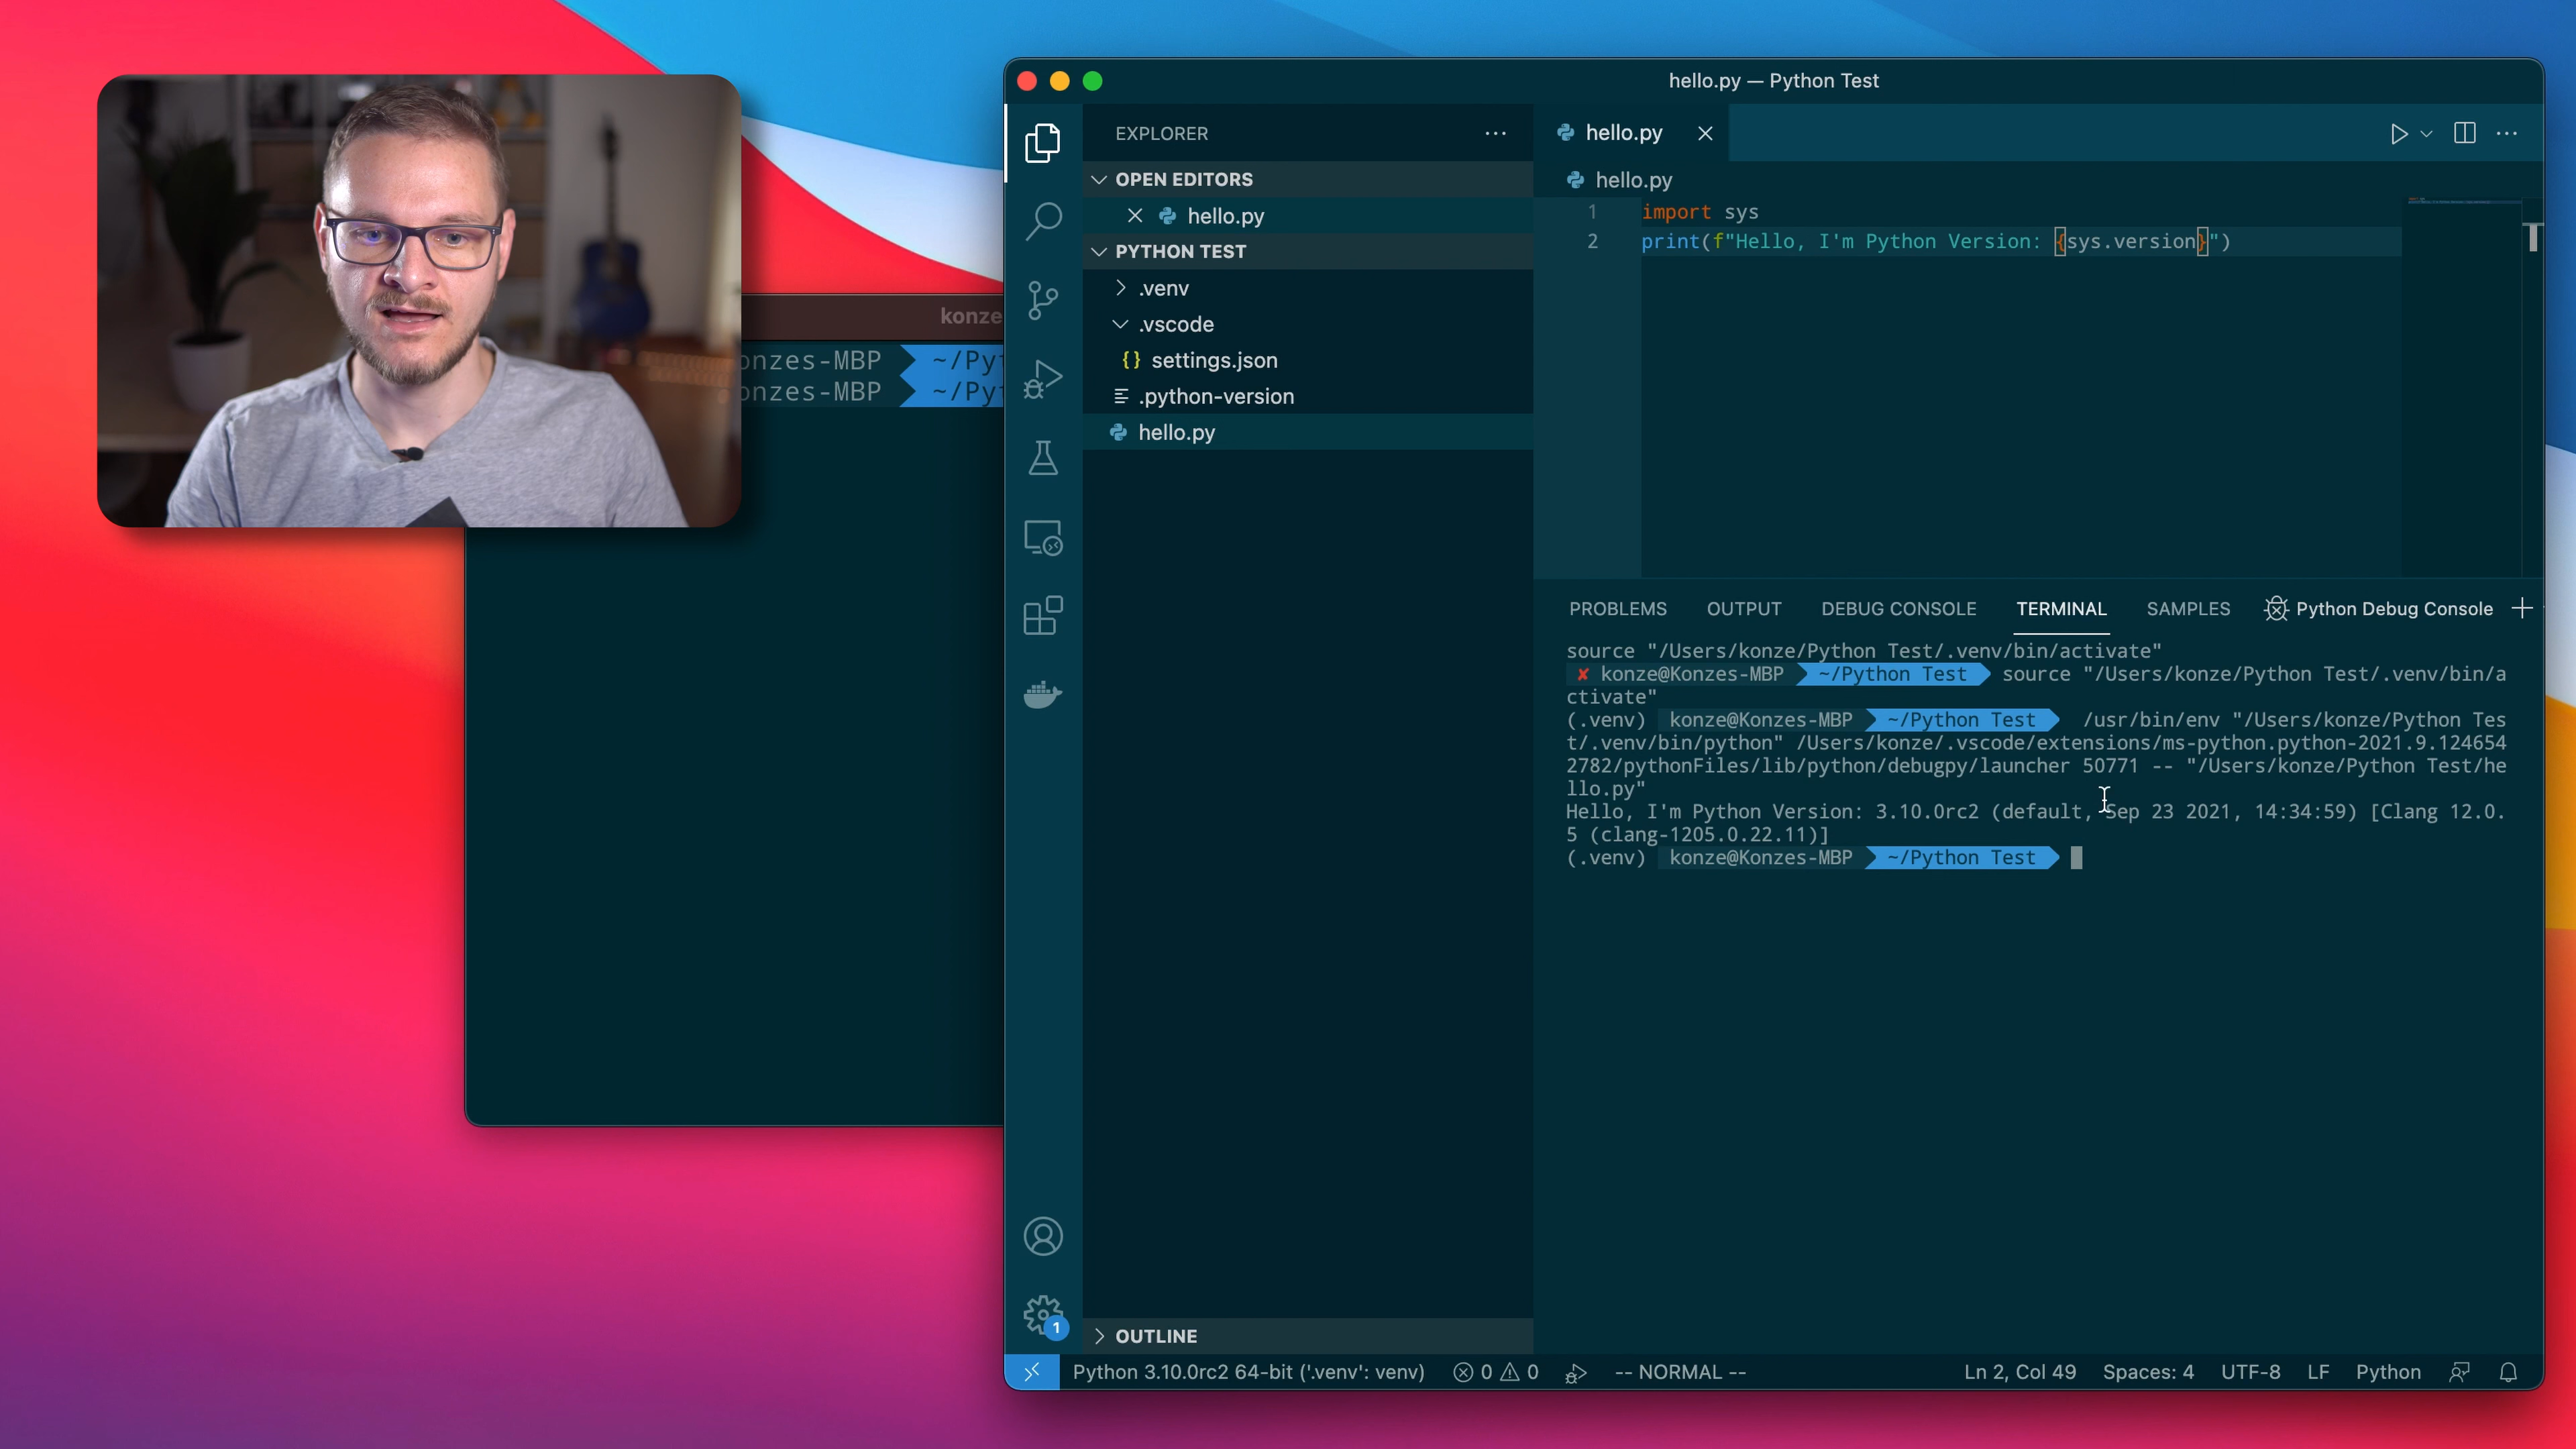 hello.py — Python Test
EXPLORER
OPEN EDITORS
hello.py
PYTHON TEST
.venv
.vscode
{} settings.json
.python-version
hello.py
OUTLINE
1
hello.py
hello.py
1 import sys
2 print(f"Hello, I'm Python Version: {sys.version}")
PROBLEMS OUTPUT DEBUG CONSOLE TERMINAL SAMPLES Python Debug Console
source "/Users/konze/Python Test/.venv/bin/activate"
✘ konze@Konzes-MBP ~/Python Test source "/Users/konze/Python Test/.venv/bin/a
ctivate"
(.venv) konze@Konzes-MBP ~/Python Test /usr/bin/env "/Users/konze/Python Tes
t/.venv/bin/python" /Users/konze/.vscode/extensions/ms-python.python-2021.9.124654
2782/pythonFiles/lib/python/debugpy/launcher 50771 -- "/Users/konze/Python Test/he
llo.py"
Hello, I'm Python Version: 3.10.0rc2 (default, Sep 23 2021, 14:34:59) [Clang 12.0.
5 (clang-1205.0.22.11)]
(.venv) konze@Konzes-MBP ~/Python Test
Python 3.10.0rc2 64-bit ('.venv': venv) 0 0 -- NORMAL -- Ln 2, Col 49 Spaces: 4 UTF-8 LF Python
konze
onzes-MBP ~/Pyt
onzes-MBP ~/Pyt